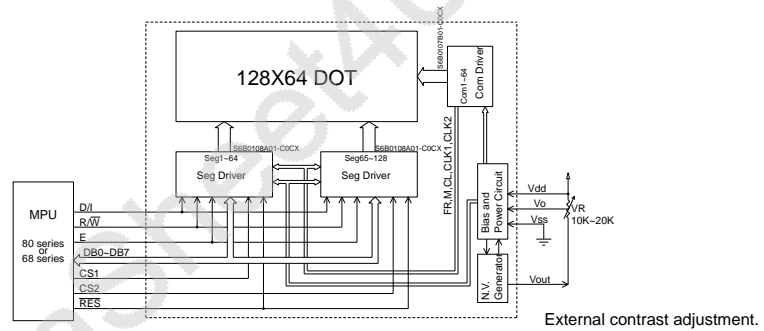 S6B0107B01-C0CX
128X64 DOT
Com1~64
Com Driver
FR,M,CL,CLK1,CLK2
S6B0108A01-C0CX
S6B0108A01-C0CX
Seg1~64
Seg Driver
Seg65~128
Seg Driver
MPU
80 series
or
68 series
D/I
R/W̅
E
DB0~DB7
CS1
CS2
R̅E̅S̅
Bias and
Power Circuit
Vdd
Vo
Vss
VR
10K~20K
N.V.
Generator
Vout
External contrast adjustment.